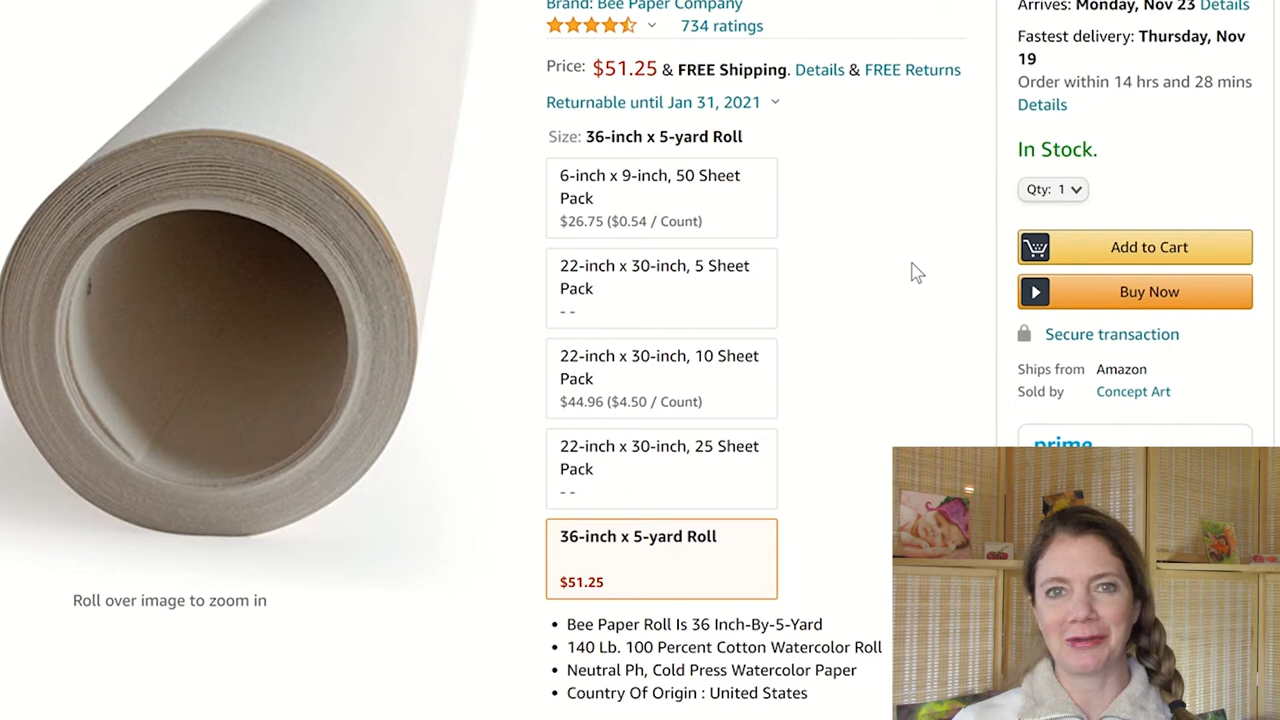 Brand: Bee Paper Company
734 ratings
Price: $51.25 & FREE Shipping. Details & FREE Returns
Returnable until Jan 31, 2021
Size: 36-inch x 5-yard Roll
6-inch x 9-inch, 50 Sheet
Pack
$26.75 ($0.54 / Count)
22-inch x 30-inch, 5 Sheet
Pack
- -
22-inch x 30-inch, 10 Sheet
Pack
$44.96 ($4.50 / Count)
22-inch x 30-inch, 25 Sheet
Pack
- -
36-inch x 5-yard Roll
$51.25
• Bee Paper Roll Is 36 Inch-By-5-Yard
• 140 Lb. 100 Percent Cotton Watercolor Roll
• Neutral Ph, Cold Press Watercolor Paper
• Country Of Origin : United States
Roll over image to zoom in
Arrives: Monday, Nov 23 Details
Fastest delivery: Thursday, Nov
19
Order within 14 hrs and 28 mins
Details
In Stock.
Qty: 1
Add to Cart
Buy Now
Secure transaction
Ships from Amazon
Sold by Concept Art
prime